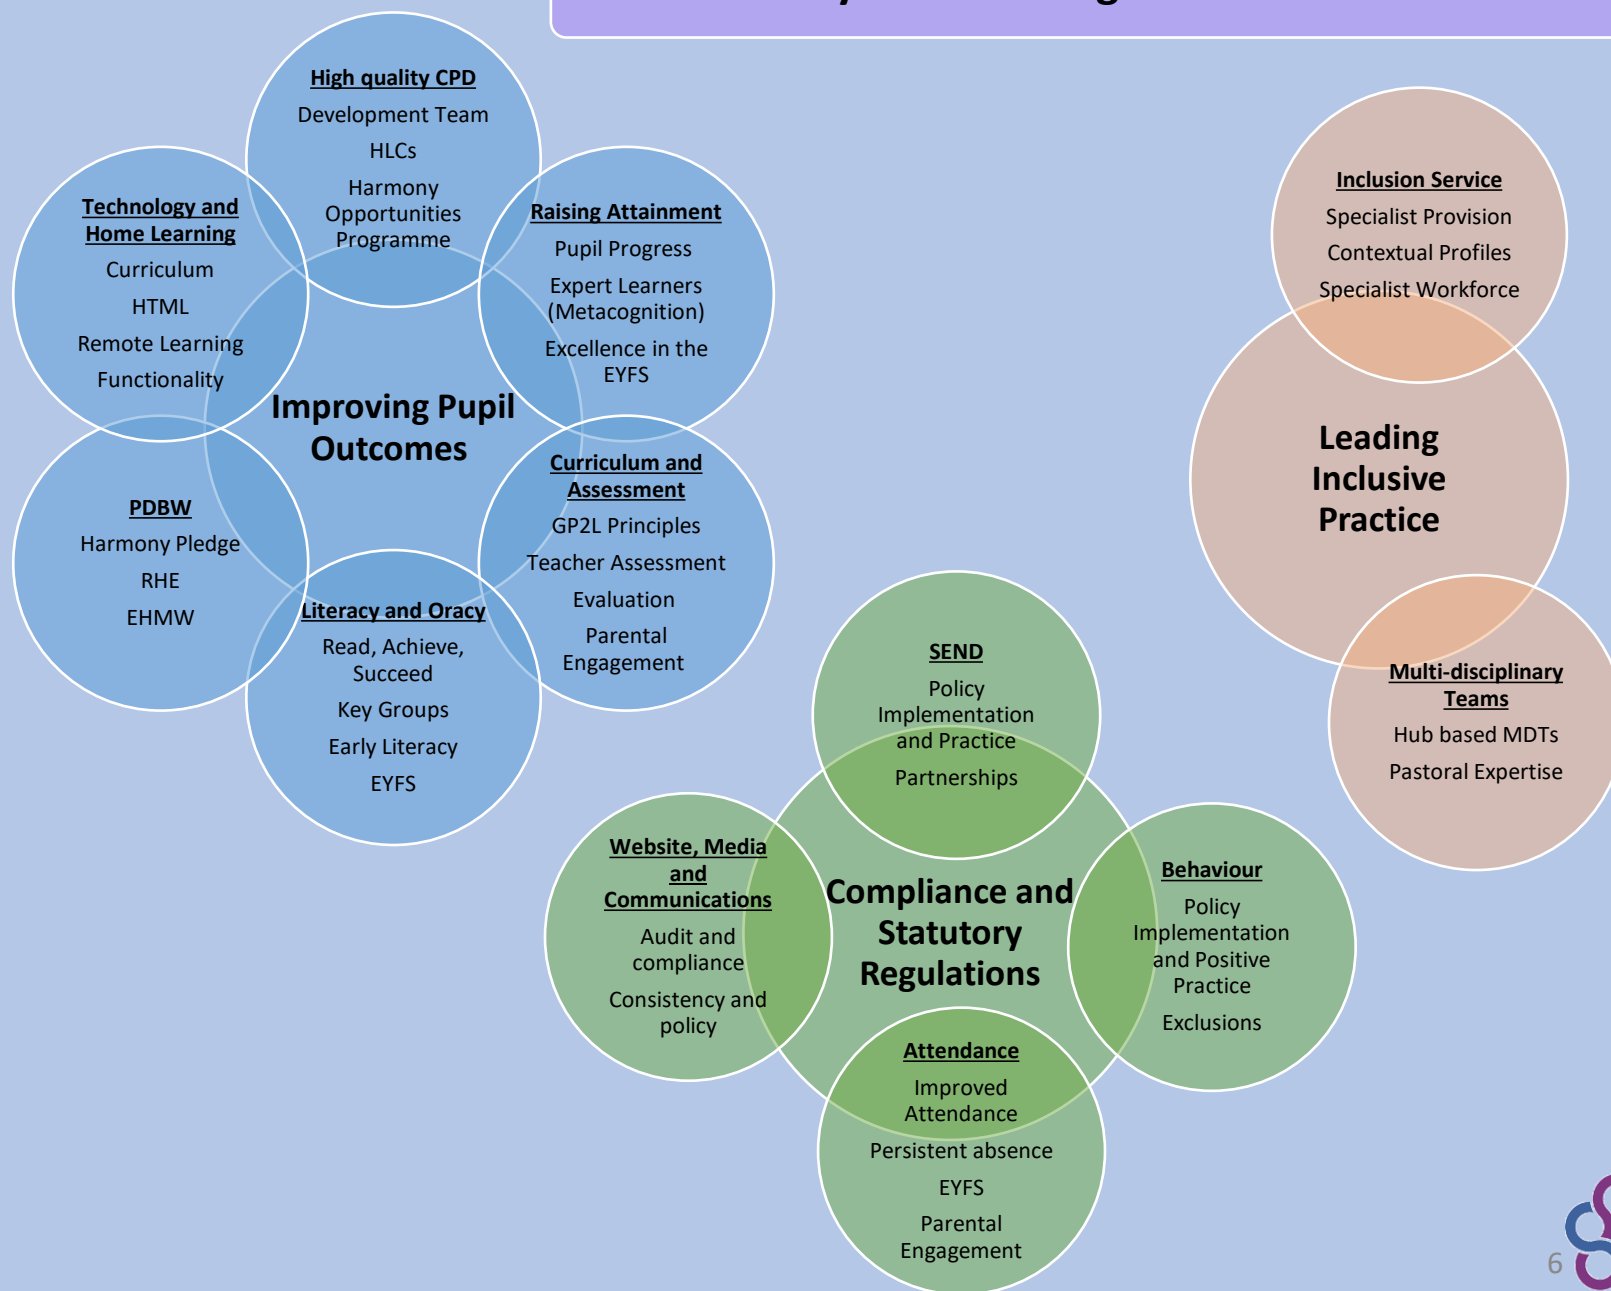 High quality CPD
Development Team
HLCs
Harmony
Opportunities
Programme
Technology and
Home Learning
Curriculum
HTML
Remote Learning
Functionality
Raising Attainment
Pupil Progress
Expert Learners
(Metacognition)
Excellence in the
EYFS
Improving Pupil
Outcomes
PDBW
Harmony Pledge
RHE
EHMW
Curriculum and
Assessment
GP2L Principles
Teacher Assessment
Evaluation
Parental
Engagement
Literacy and Oracy
Read, Achieve,
Succeed
Key Groups
Early Literacy
EYFS
Inclusion Service
Specialist Provision
Contextual Profiles
Specialist Workforce
Leading
Inclusive
Practice
Multi-disciplinary
Teams
Hub based MDTs
Pastoral Expertise
SEND
Policy
Implementation
and Practice
Partnerships
Website, Media
and
Communications
Audit and
compliance
Consistency and
policy
Compliance and
Statutory
Regulations
Behaviour
Policy
Implementation
and Positive
Practice
Exclusions
Attendance
Improved
Attendance
Persistent absence
EYFS
Parental
Engagement
6